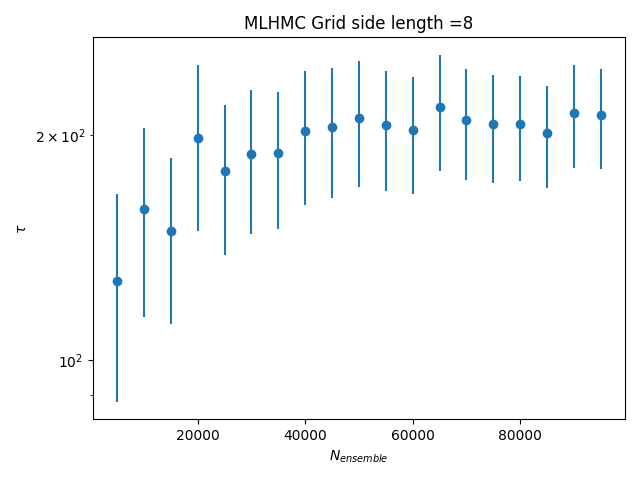 MLHMC Grid side length =8
2 × 10²
τ
10²
20000 40000 60000 80000
N_ensemble